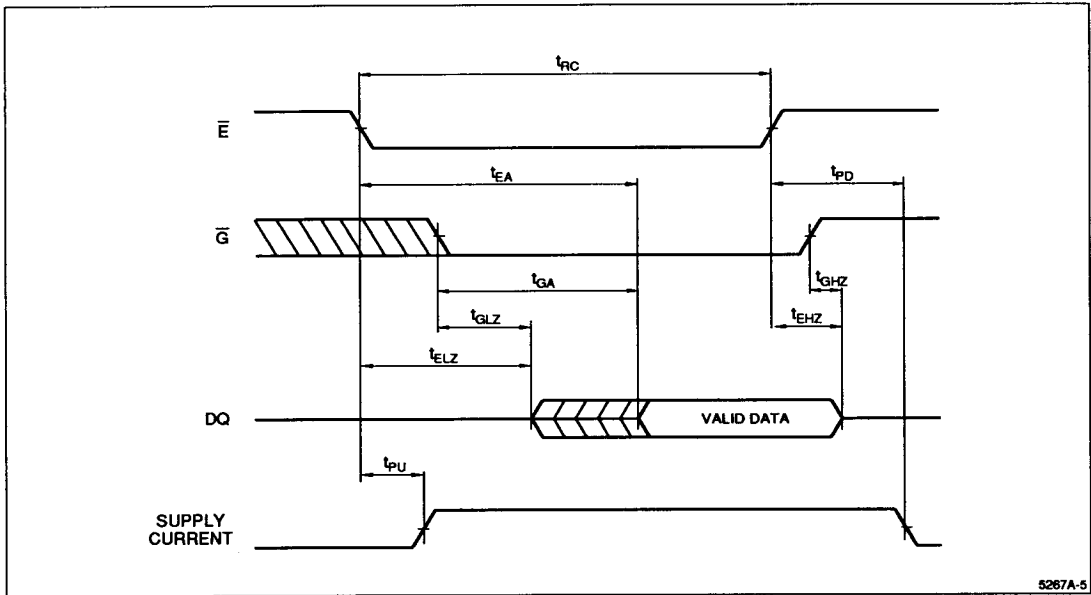 tRC
E̅
tEA
tPD
G̅
tGA
tGHZ
tGLZ
tEHZ
tELZ
DQ
VALID DATA
tPU
SUPPLY
CURRENT
5267A-5